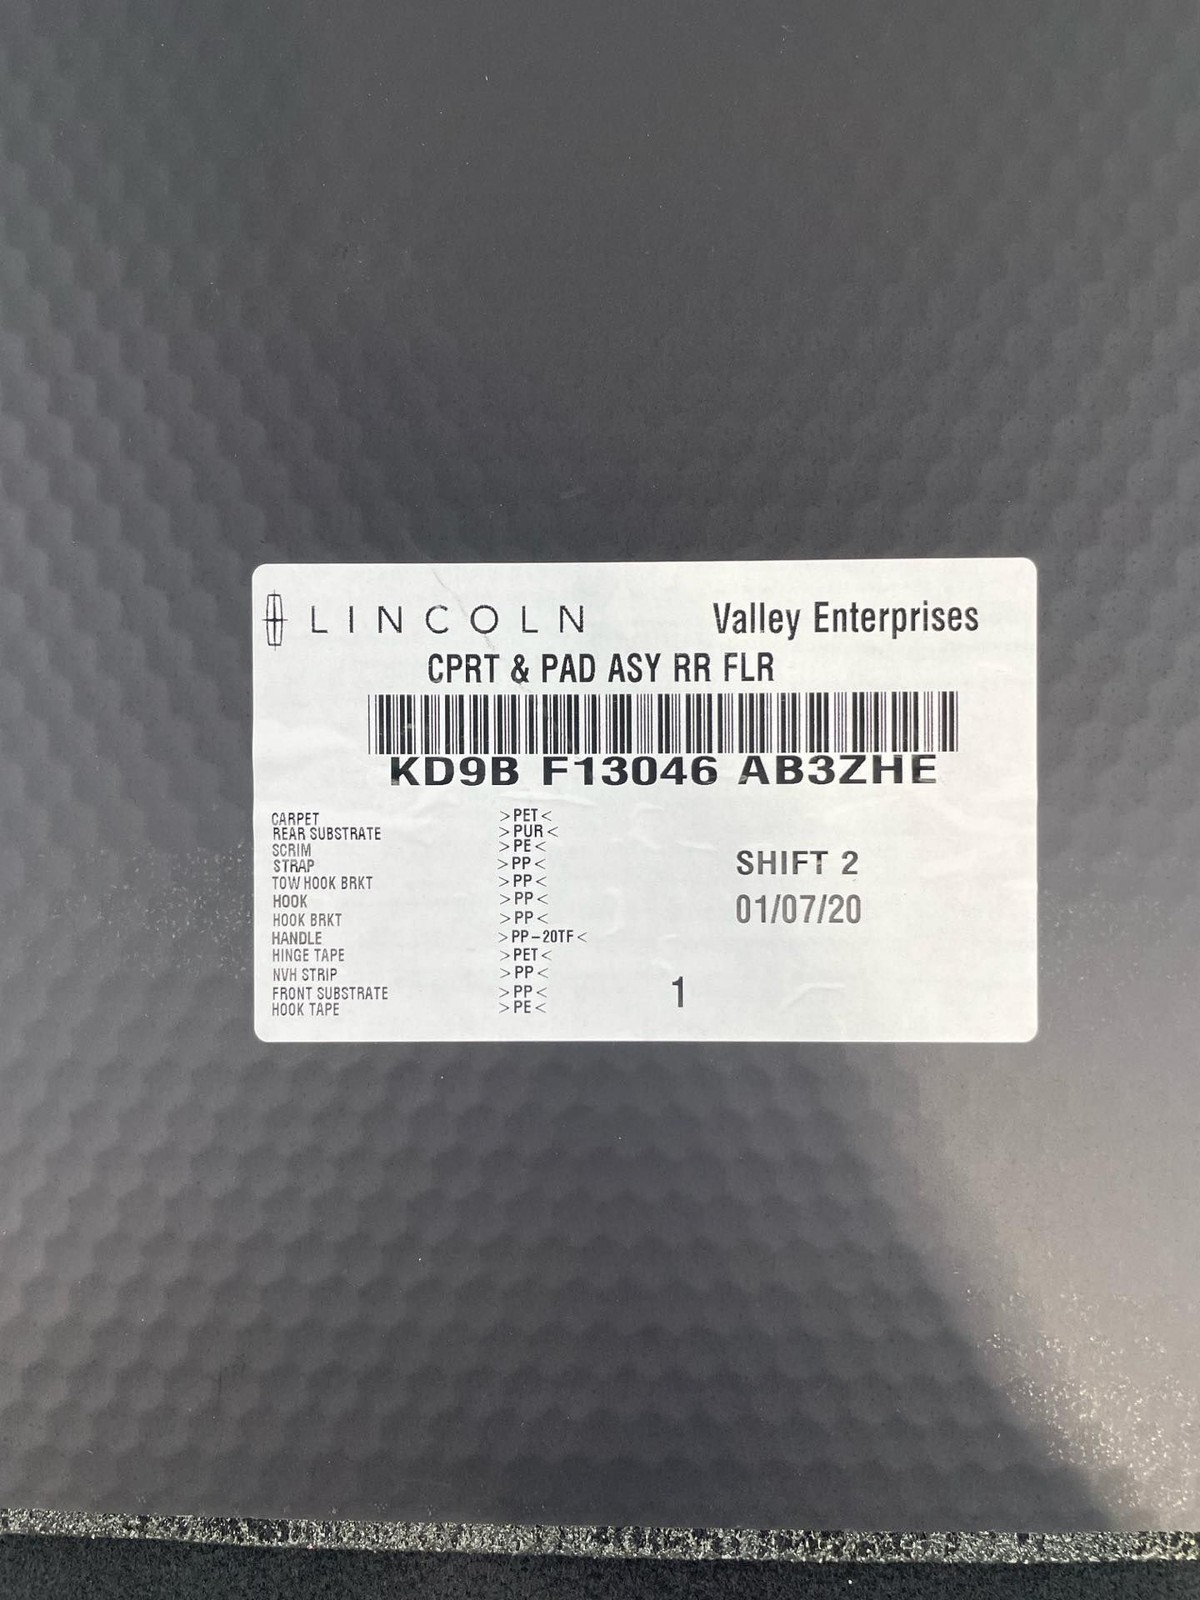 LINCOLN Valley Enterprises
CPRT & PAD ASY RR FLR
KD9B F13046 AB3ZHE
CARPET >PET<
REAR SUBSTRATE >PUR<
SCRIM >PE<
STRAP >PP<
TOW HOOK BRKT >PP<
HOOK >PP<
HOOK BRKT >PP<
HANDLE >PP-20TF<
HINGE TAPE >PET<
NVH STRIP >PP<
FRONT SUBSTRATE >PP<
HOOK TAPE >PE<
SHIFT 2
01/07/20
1